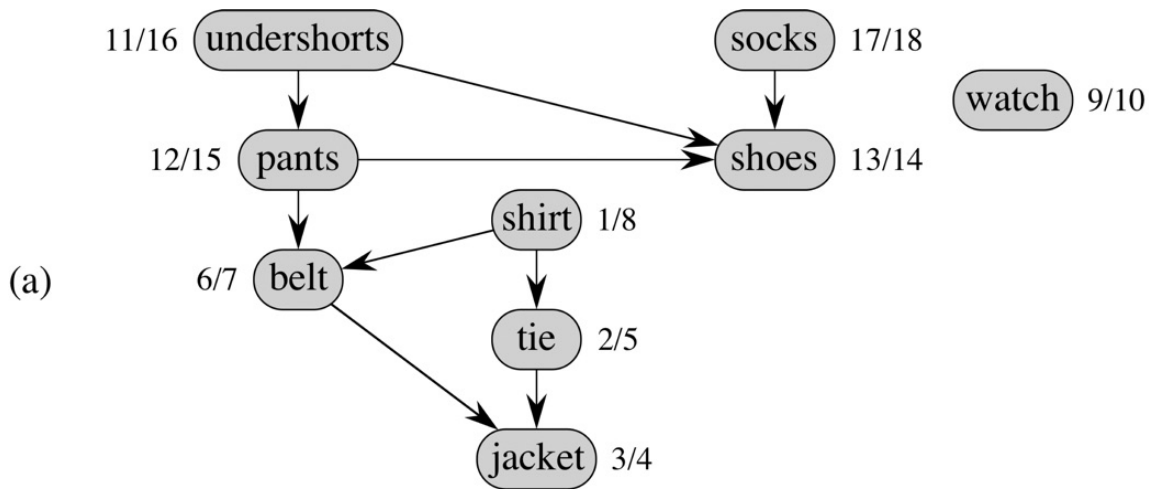 11/16 undershorts socks 17/18
watch 9/10
12/15 pants shoes 13/14
shirt 1/8
(a) 6/7 belt
tie 2/5
jacket 3/4